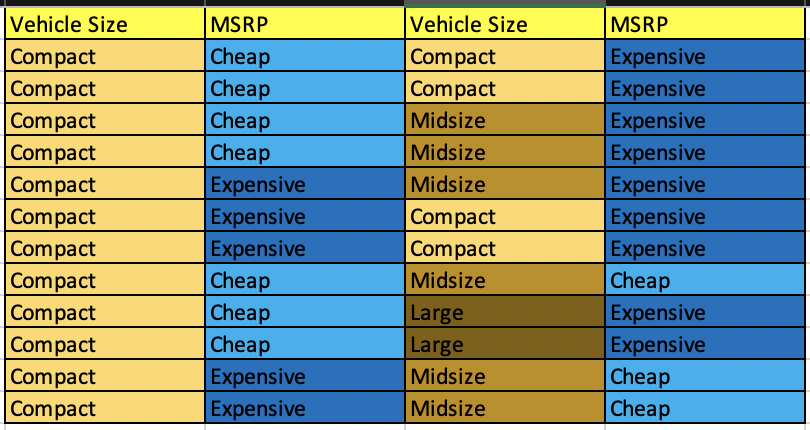 Vehicle Size MSRP Vehicle Size MSRP
Compact Cheap Compact Expensive
Compact Cheap Compact Expensive
Compact Cheap Midsize Expensive
Compact Cheap Midsize Expensive
Compact Expensive Midsize Expensive
Compact Expensive Compact Expensive
Compact Expensive Compact Expensive
Compact Cheap Midsize Cheap
Compact Cheap Large Expensive
Compact Cheap Large Expensive
Compact Expensive Midsize Cheap
Compact Expensive Midsize Cheap